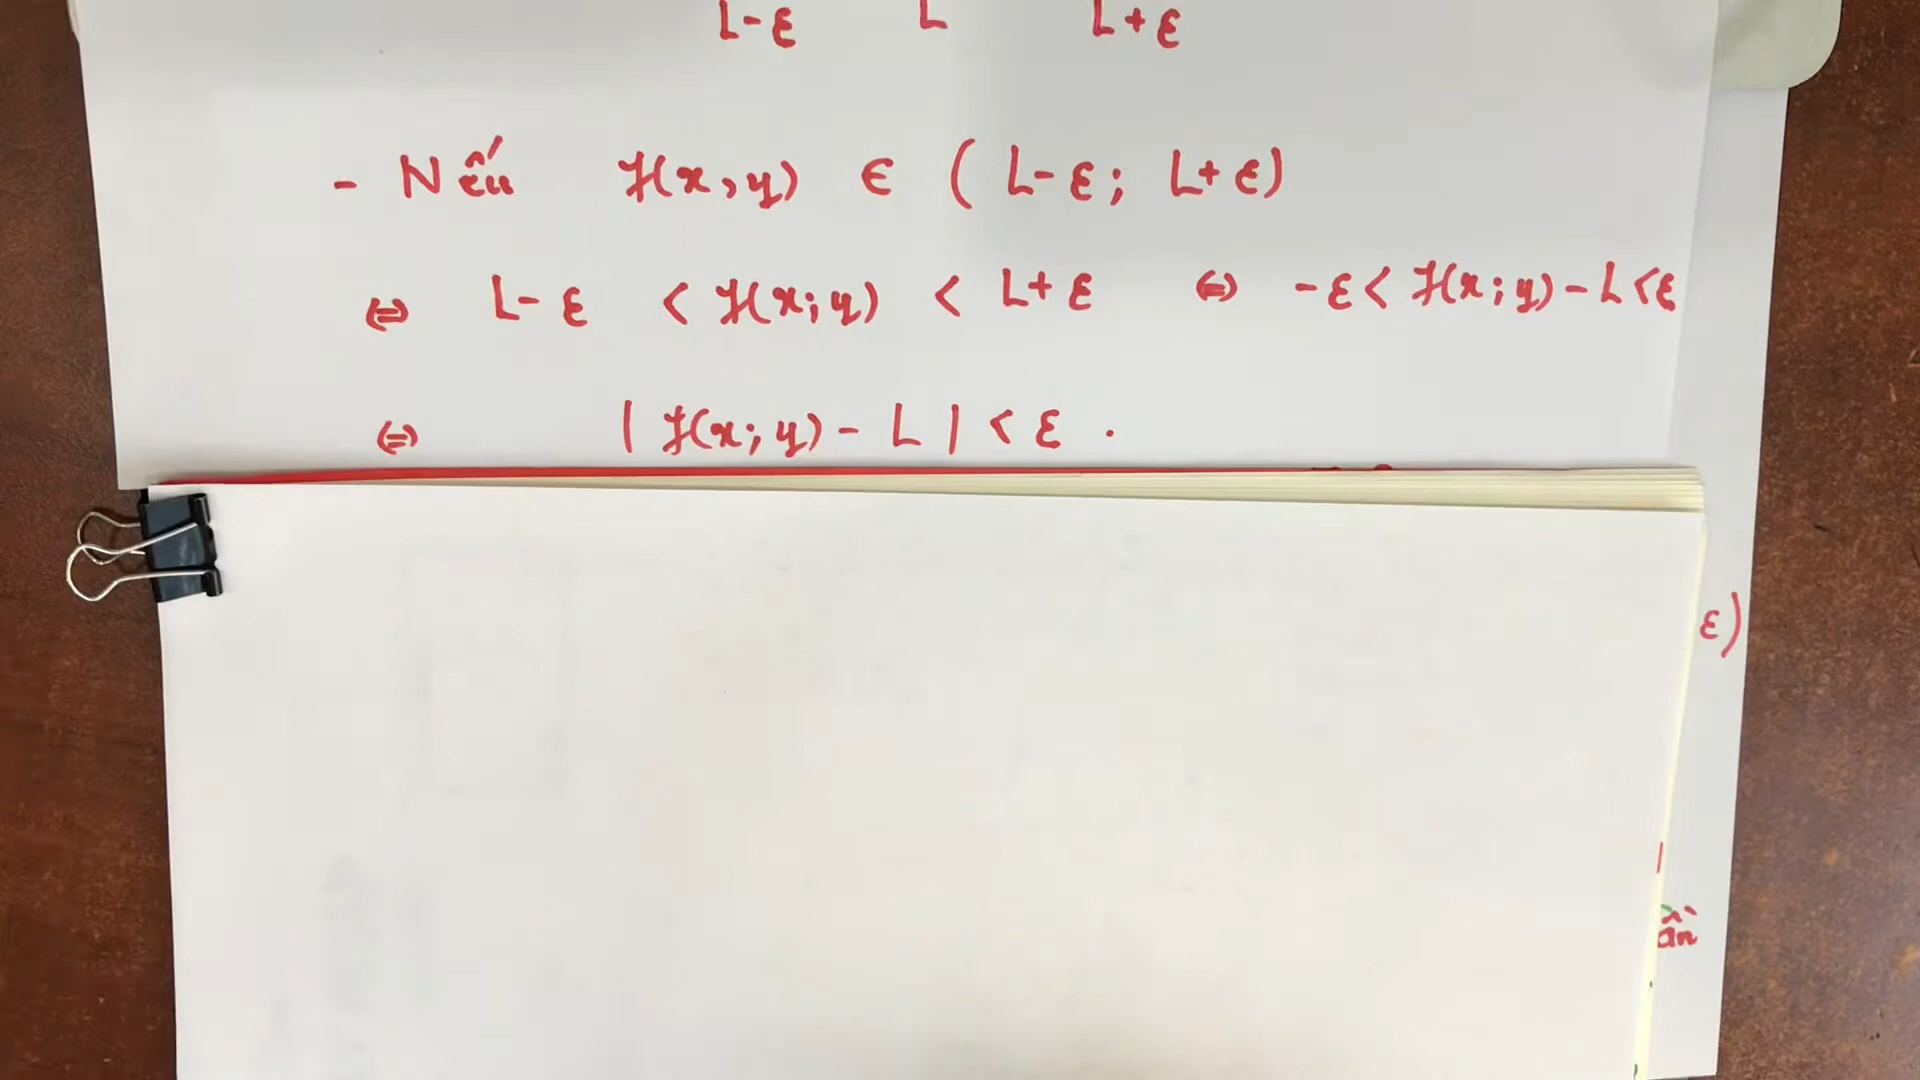 L-ε L L+ε
- Nếu f(x,y) ∈ (L-ε; L+ε)
⇔ L-ε < f(x;y) < L+ε ⇔ -ε < f(x;y) - L < ε
⇔ |f(x;y) - L| < ε.
ε)